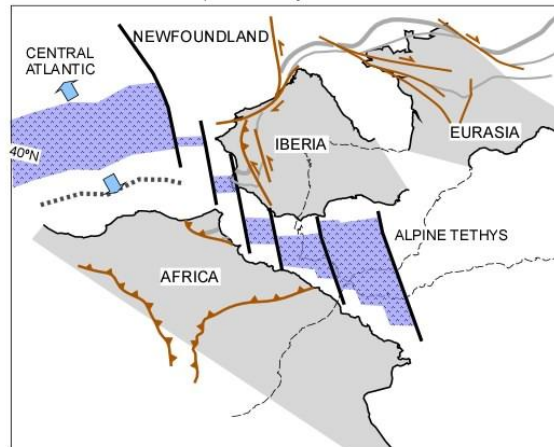 NEWFOUNDLAND
CENTRAL
ATLANTIC
EURASIA
IBERIA
40ºN
ALPINE TETHYS
AFRICA